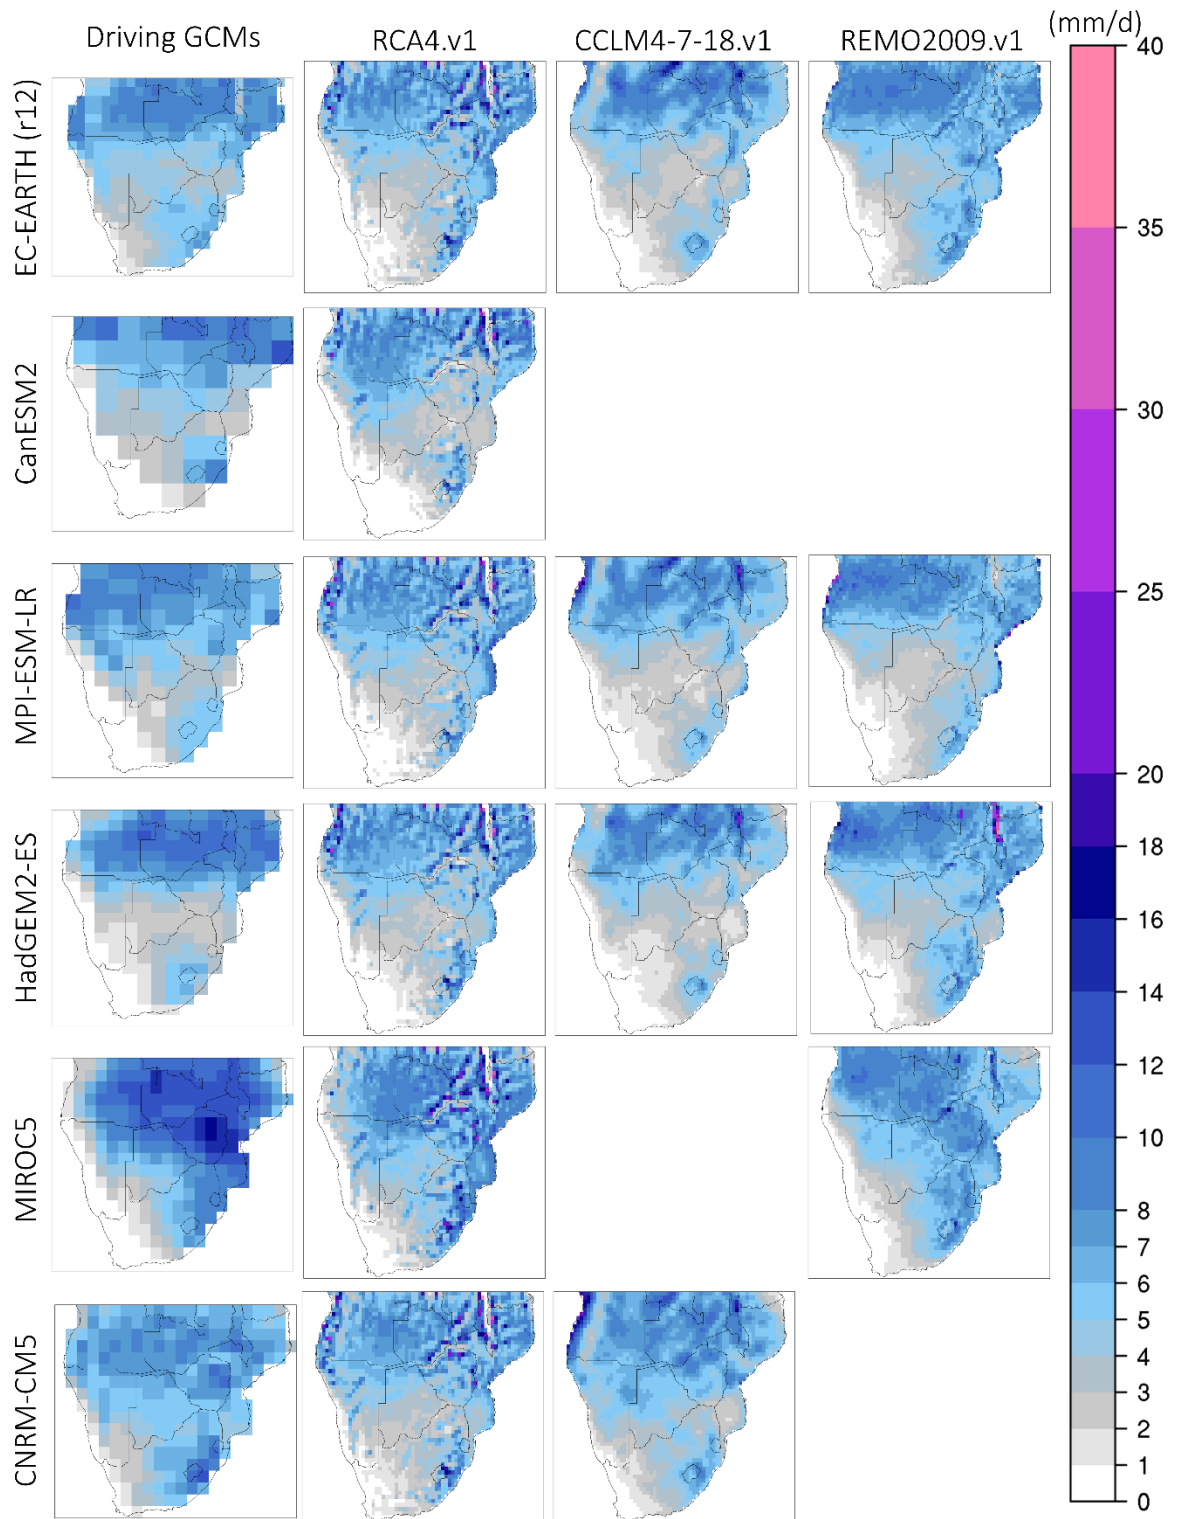 (mm/d)
Driving GCMs RCA4.v1 CCLM4-7-18.v1 REMO2009.v1
EC-EARTH (r12)
CanESM2
MPI-ESM-LR
HadGEM2-ES
MIROC5
CNRM-CM5
40
35
30
25
20
18
16
14
12
10
8
7
6
5
4
3
2
1
0